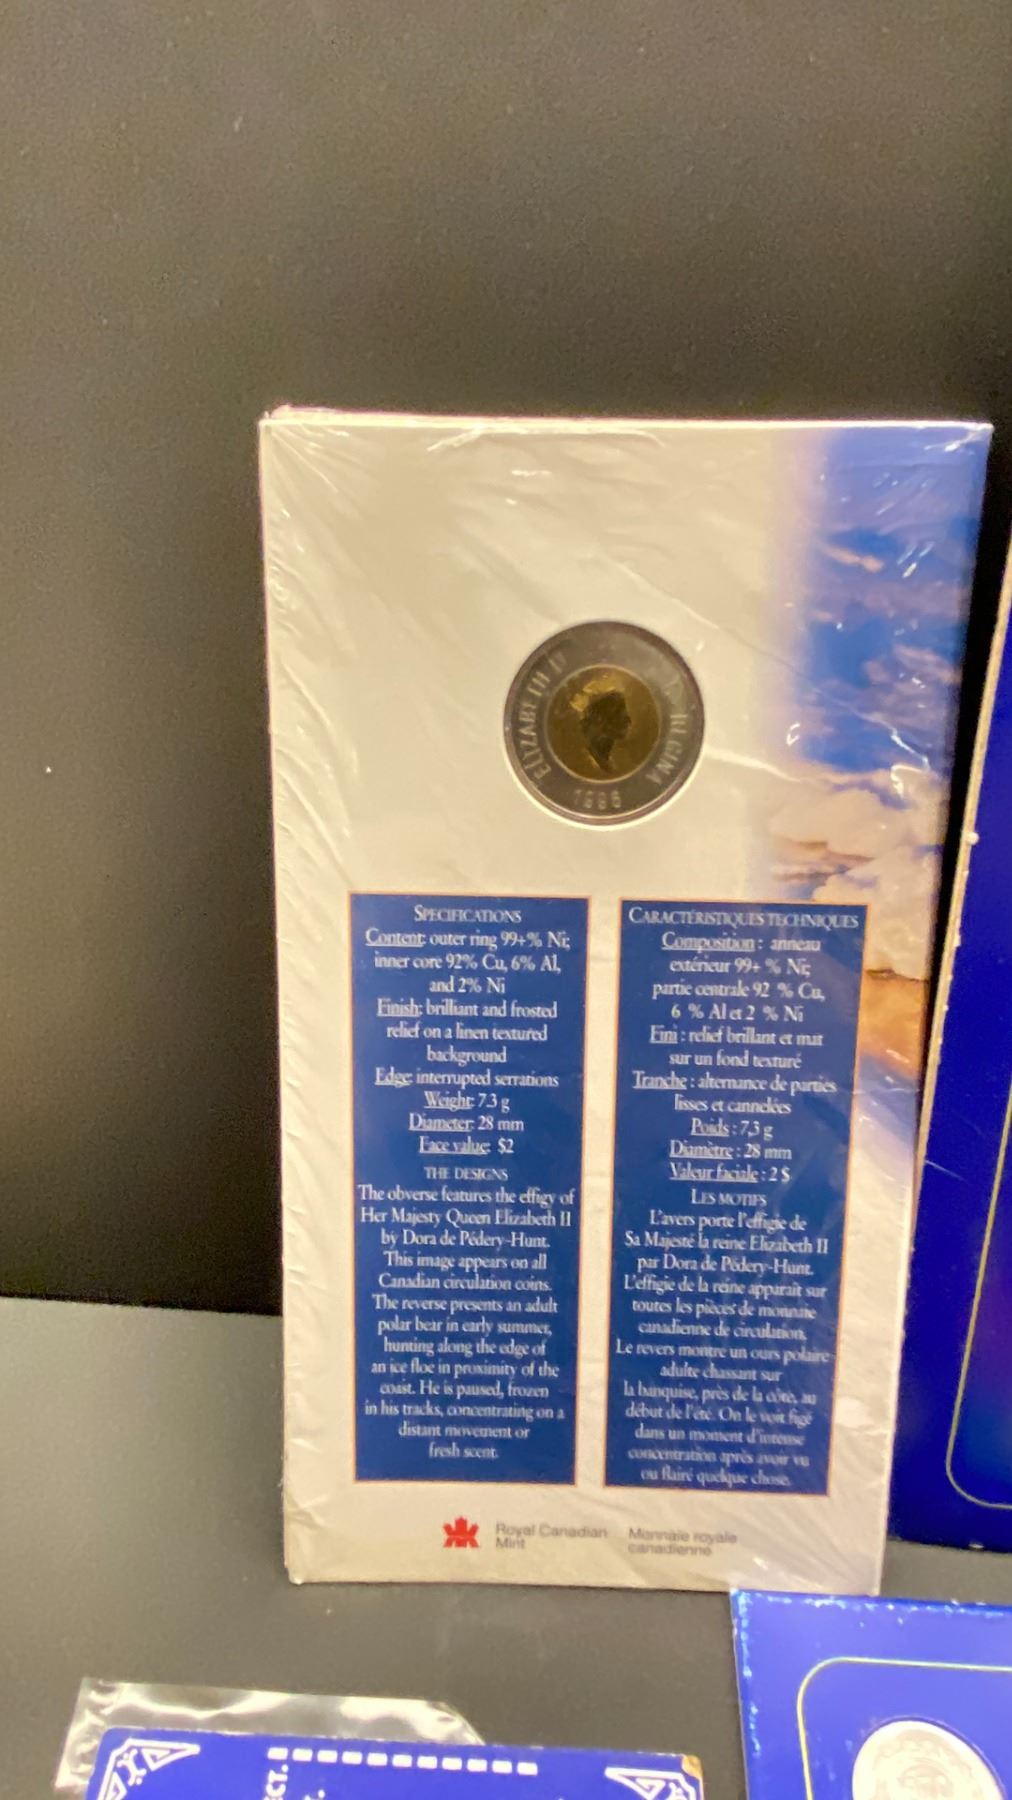 ELIZABETH II
REGINA
1996
SPECIFICATIONS
Content: outer ring 99+% Ni;
inner core 92% Cu, 6% Al,
and 2% Ni
Finish: brilliant and frosted
relief on a linen textured
background
Edge: interrupted serrations
Weight: 7.3 g
Diameter: 28 mm
Face value: $2
THE DESIGNS
The obverse features the effigy of
Her Majesty Queen Elizabeth II
by Dora de Pédery-Hunt.
This image appears on all
Canadian circulation coins.
The reverse presents an adult
polar bear in early summer,
hunting along the edge of
an ice floe in proximity of the
coast. He is paused, frozen
in his tracks, concentrating on a
distant movement or
fresh scent.
CARACTÉRISTIQUES TECHNIQUES
Composition : anneau
extérieur 99+ % Ni;
partie centrale 92 % Cu,
6 % Al et 2 % Ni
Fini : relief brillant et mat
sur un fond texturé
Tranche : alternance de parties
lisses et cannelées
Poids : 7,3 g
Diamètre : 28 mm
Valeur faciale : 2 $
LES MOTIFS
L'avers porte l'effigie de
Sa Majesté la reine Elizabeth II
par Dora de Pédery-Hunt.
L'effigie de la reine apparaît sur
toutes les pièces de monnaie
canadienne de circulation.
Le revers montre un ours polaire
adulte chassant sur
la banquise, près de la côte, au
début de l'été. On le voit figé
dans un moment d'intense
concentration après avoir vu
ou flairé quelque chose.
Royal Canadian
Mint
Monnaie royale
canadienne
ECT.